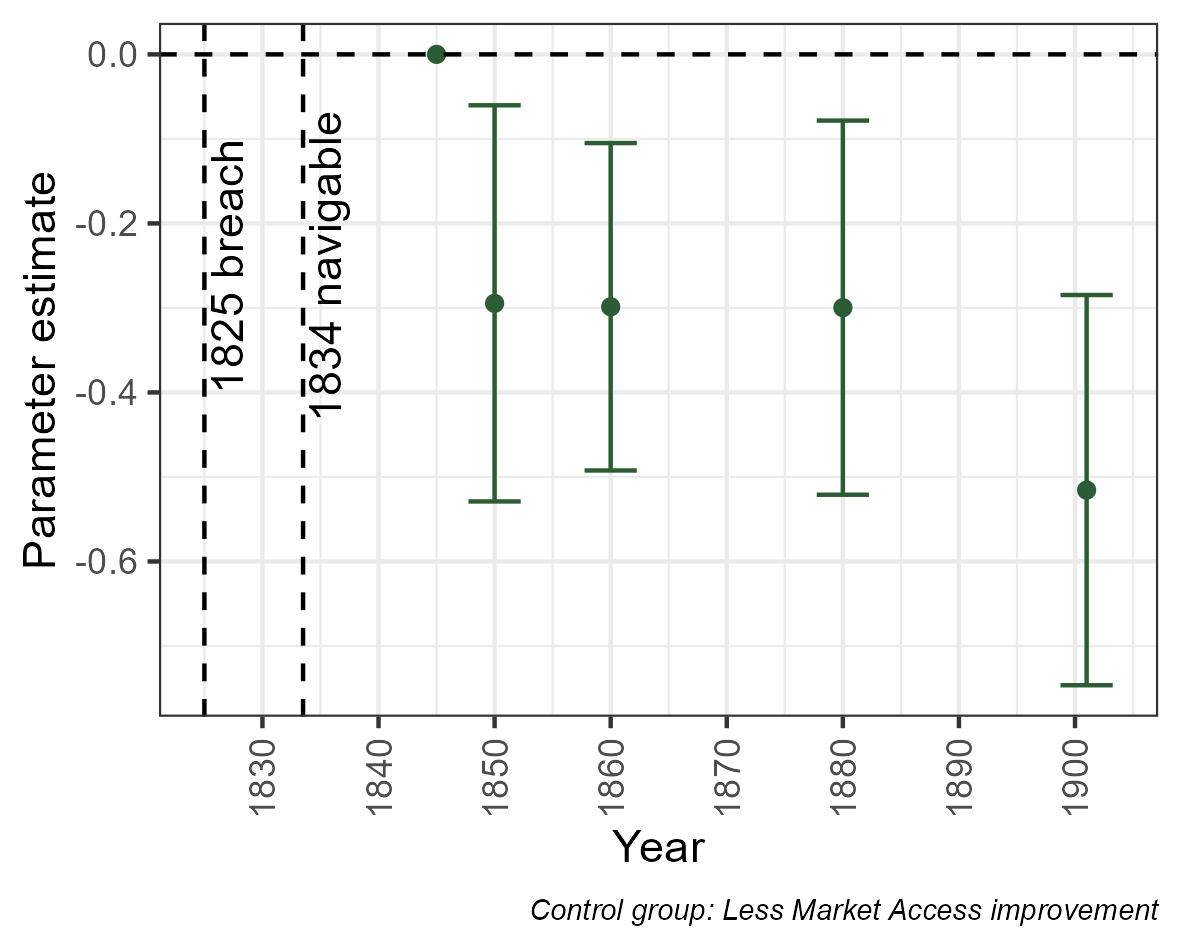 0.0
-0.2
-0.4
-0.6
Parameter estimate
1825 breach
1834 navigable
1830
1840
1850
1860
1870
1880
1890
1900
Year
Control group: Less Market Access improvement